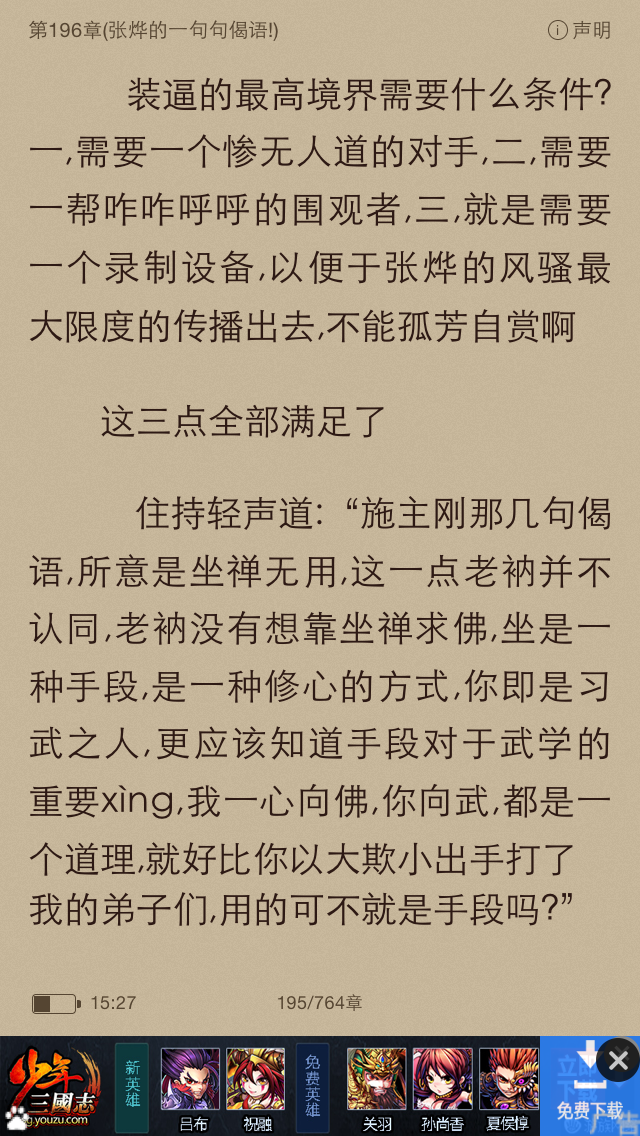 第196章(张烨的一句句偈语!)
声明
装逼的最高境界需要什么条件?
一,需要一个惨无人道的对手,二,需要
一帮咋咋呼呼的围观者,三,就是需要
一个录制设备,以便于张烨的风骚最
大限度的传播出去,不能孤芳自赏啊
这三点全部满足了
住持轻声道:“施主刚那几句偈
语,所意是坐禅无用,这一点老衲并不
认同,老衲没有想靠坐禅求佛,坐是一
种手段,是一种修心的方式,你即是习
武之人,更应该知道手段对于武学的
重要xìng,我一心向佛,你向武,都是一
个道理,就好比你以大欺小出手打了
我的弟子们,用的可不就是手段吗?”
15:27
195/764章
少年
三國志
g.youzu.com
新英雄
吕布
祝融
免费英雄
关羽
孙尚香
夏侯惇
免费下载
广告